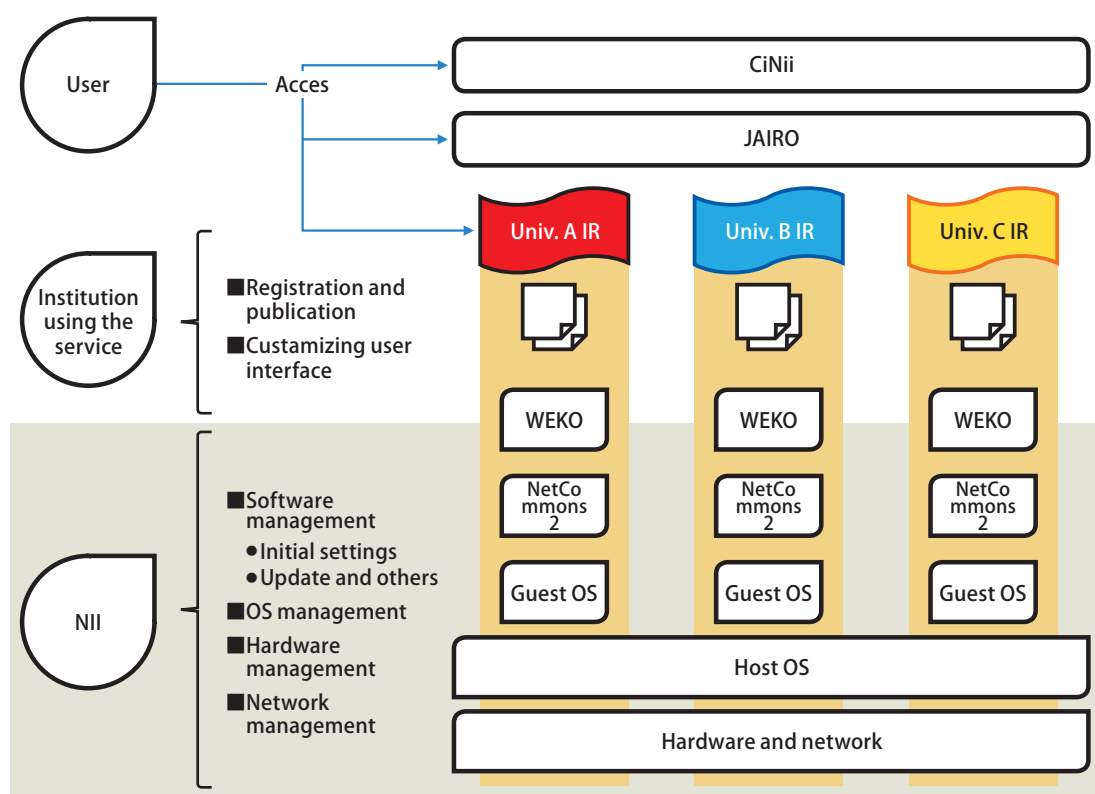 User
Acces
CiNii
JAIRO
Univ. A IR
Univ. B IR
Univ. C IR
Institution
using the
service
■Registration and
publication
■Custamizing user
interface
WEKO
WEKO
WEKO
NII
■Software
management
●Initial settings
●Update and others
■OS management
■Hardware
management
■Network
management
NetCo
mmons
2
NetCo
mmons
2
NetCo
mmons
2
Guest OS
Guest OS
Guest OS
Host OS
Hardware and network